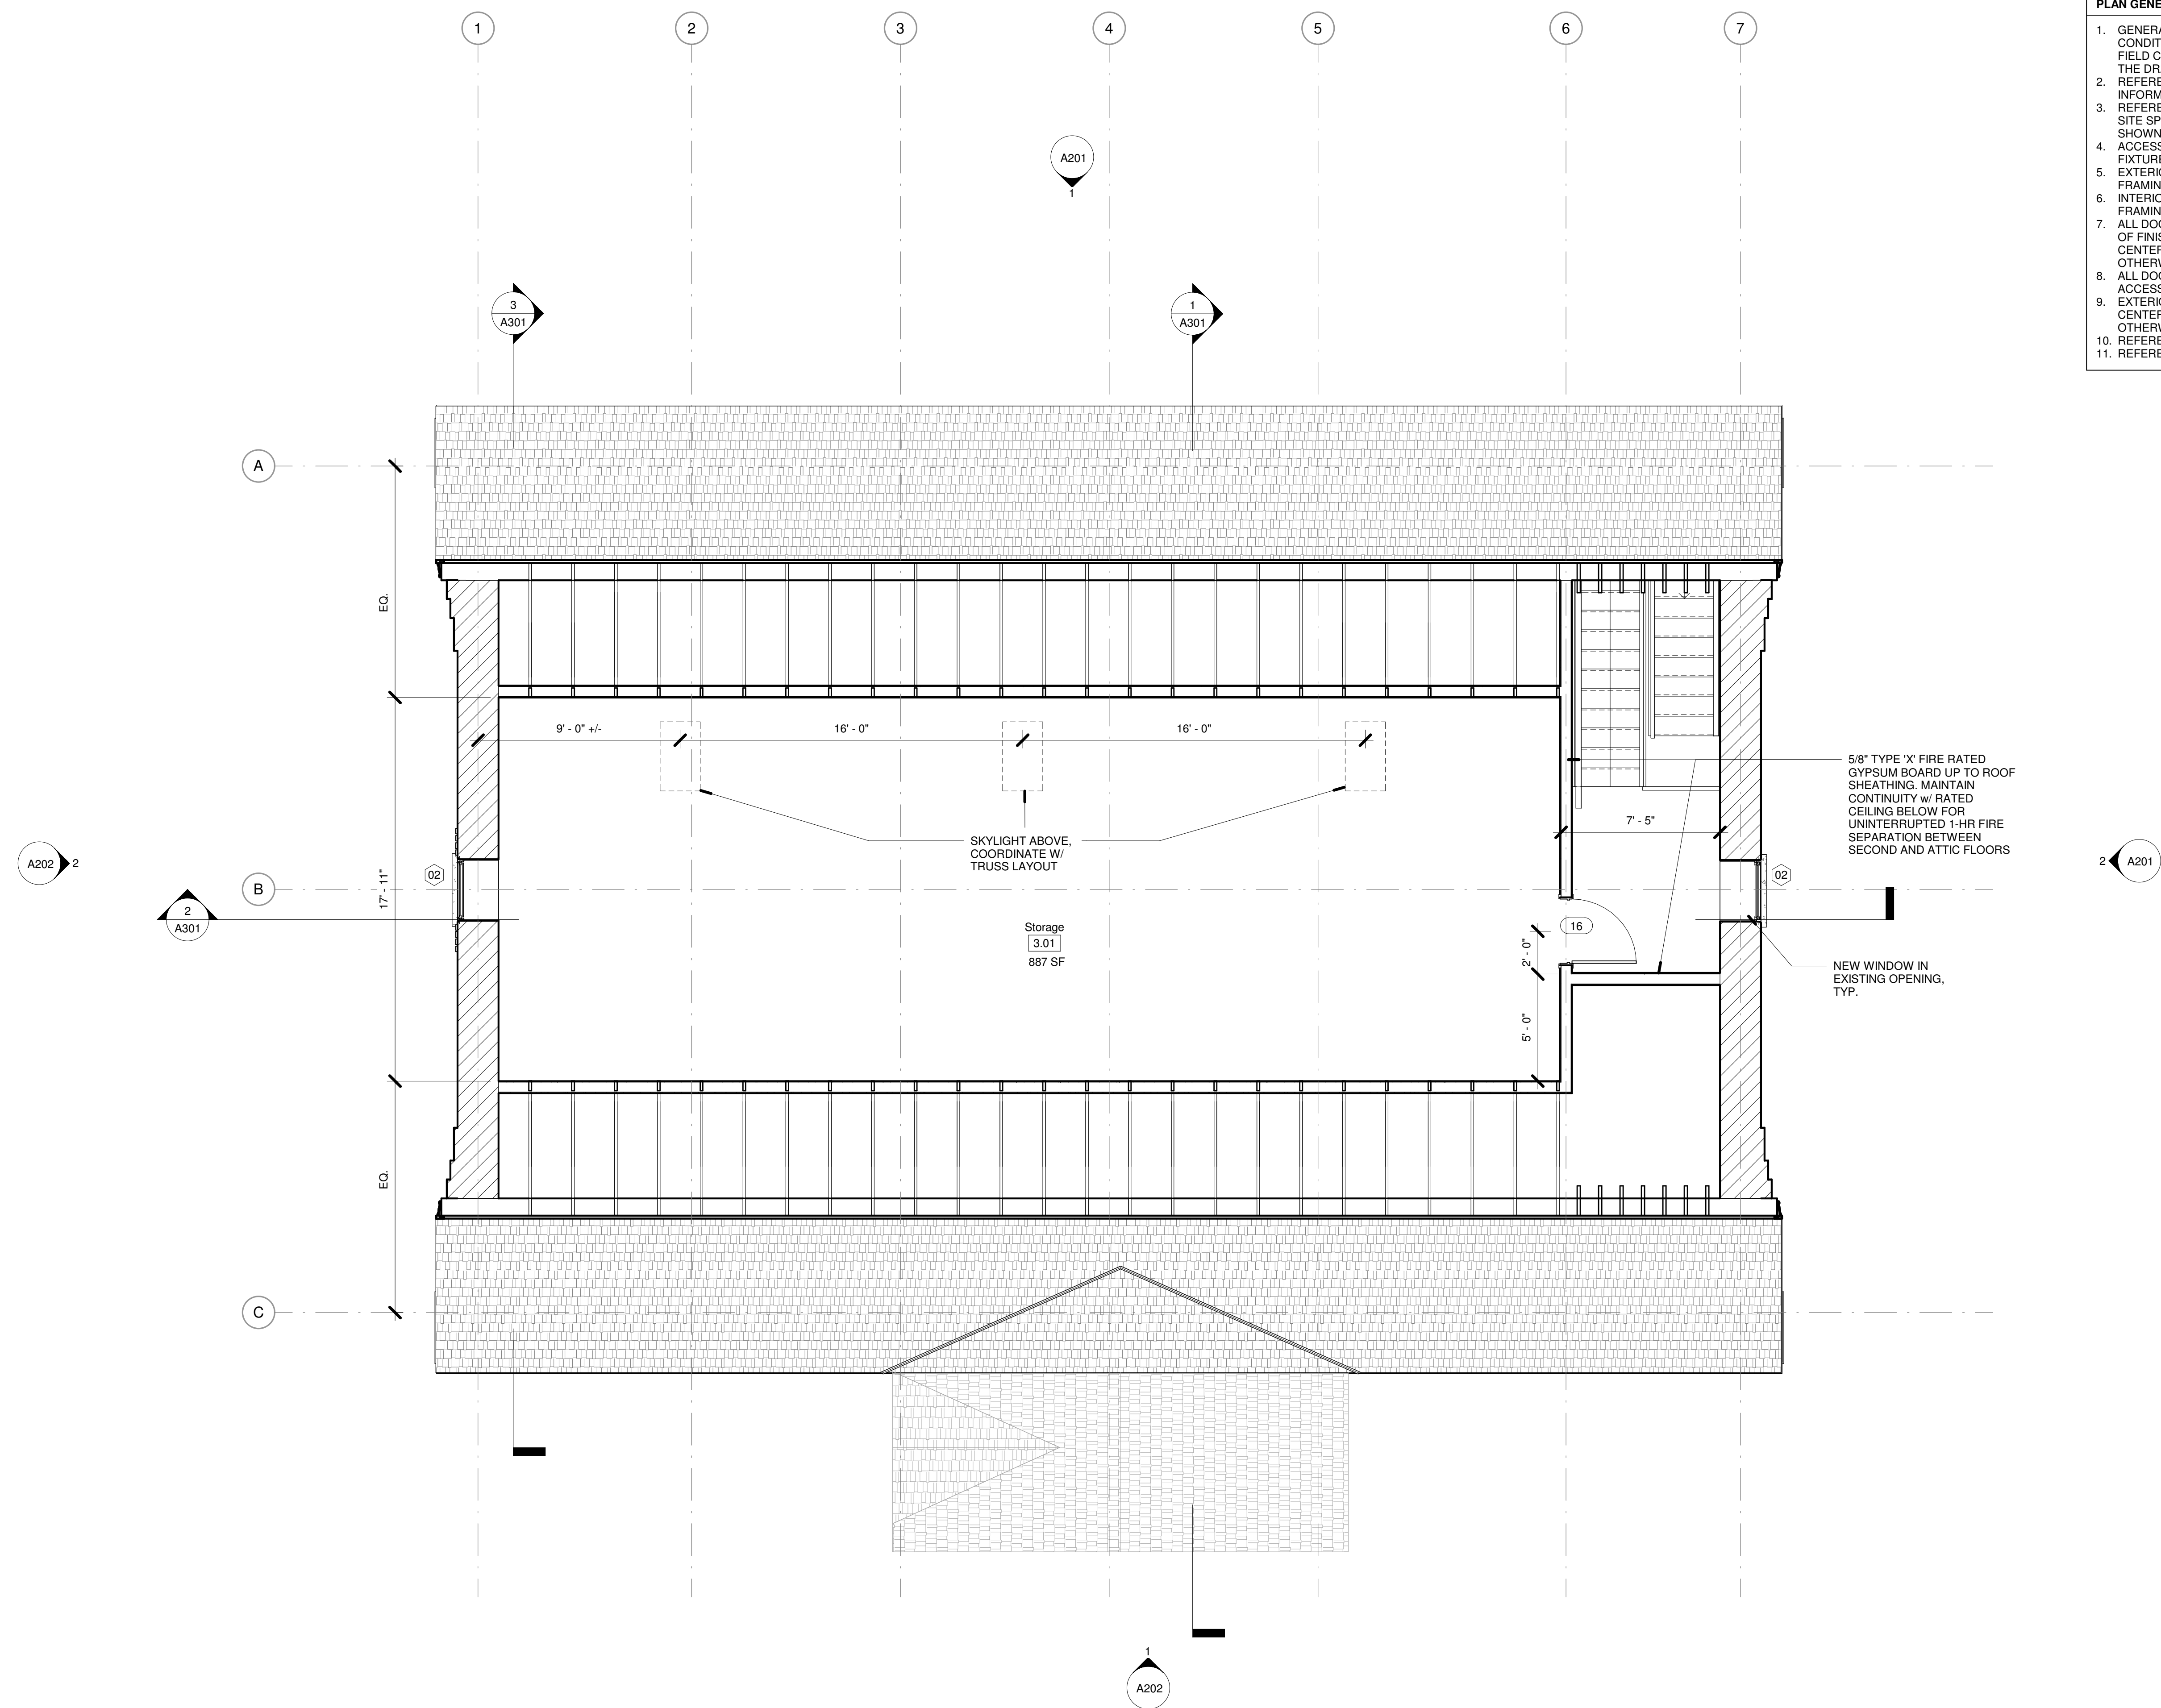 1
2
3
4
5
6
7
PLAN GENE
1. GENERA
CONDIT
FIELD C
THE DR
2. REFERE
INFORM
3. REFERE
SITE SP
SHOWN
4. ACCESS
FIXTURE
5. EXTERIO
FRAMIN
6. INTERIO
FRAMIN
7. ALL DOO
OF FINIS
CENTER
OTHERW
8. ALL DOO
ACCESS
9. EXTERIO
CENTER
OTHERW
10. REFERE
11. REFERE
A201
1
3
A301
1
A301
A
EQ.
9' - 0" +/-
16' - 0"
16' - 0"
SKYLIGHT ABOVE,
COORDINATE W/
TRUSS LAYOUT
7' - 5"
5/8" TYPE 'X' FIRE RATED
GYPSUM BOARD UP TO ROOF
SHEATHING. MAINTAIN
CONTINUITY w/ RATED
CEILING BELOW FOR
UNINTERRUPTED 1-HR FIRE
SEPARATION BETWEEN
SECOND AND ATTIC FLOORS
A202 2
2 A201
B
17' - 11"
02
02
2
A301
Storage
3.01
887 SF
16
2' - 0"
5' - 0"
NEW WINDOW IN
EXISTING OPENING,
TYP.
EQ.
C
1
A202